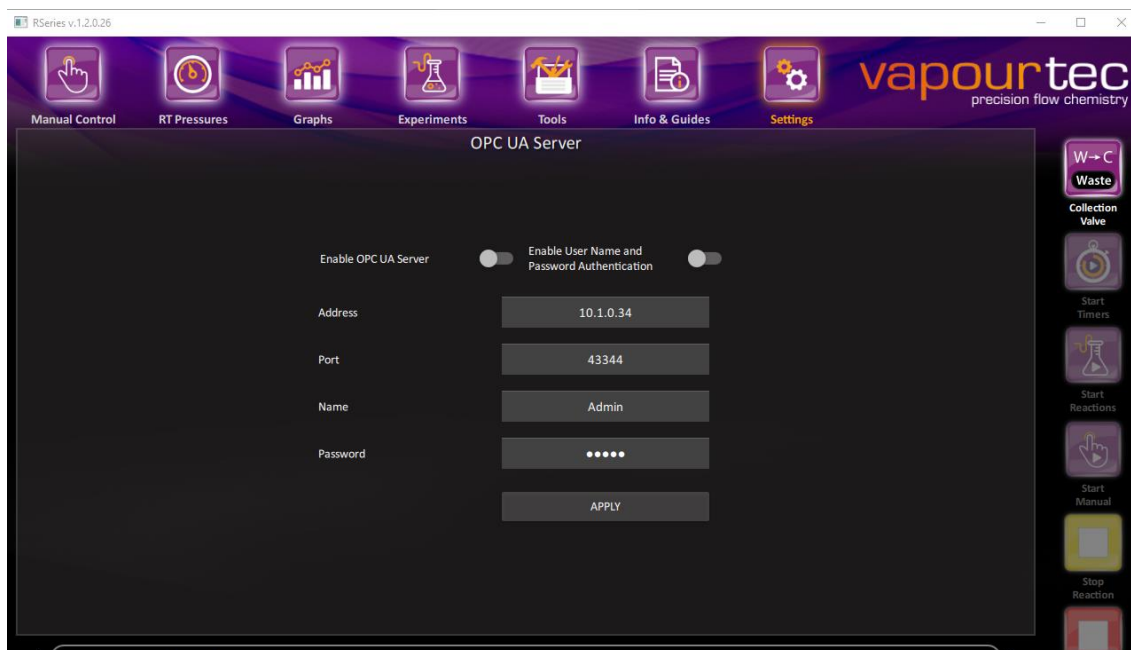 RSeries v.1.2.0.26
Manual Control
RT Pressures
Graphs
Experiments
Tools
Info & Guides
Settings
vapourtec
precision flow chemistry
OPC UA Server
Enable OPC UA Server
Enable User Name and
Password Authentication
Address
10.1.0.34
Port
43344
Name
Admin
Password
•••••
APPLY
W→C
Waste
Collection
Valve
Start
Timers
Start
Reactions
Start
Manual
Stop
Reaction